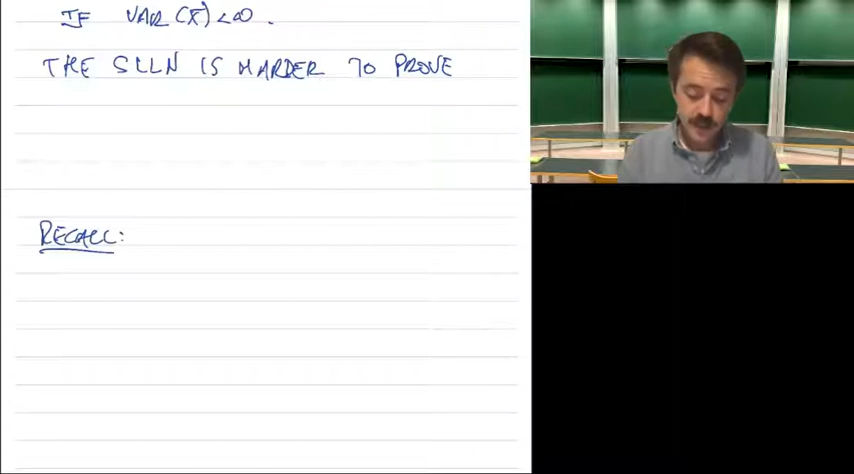 IF VAR(X) < ∞.
THE SLLN IS HARDER TO PROVE
RECALL: